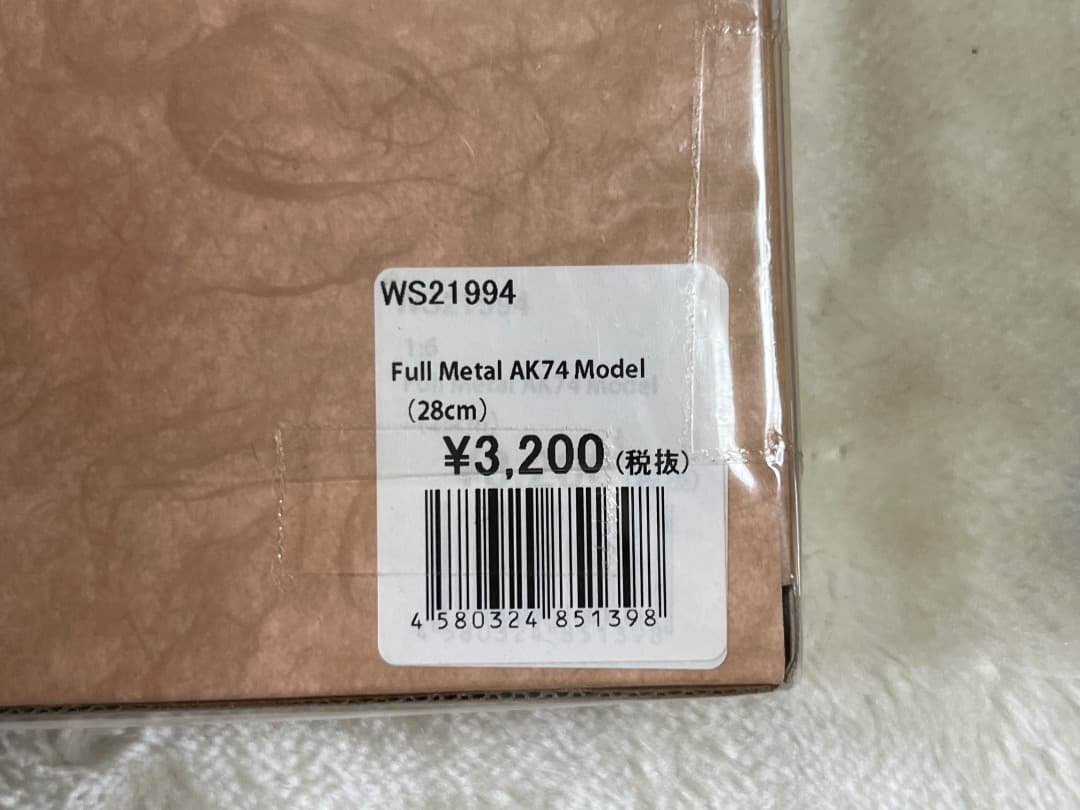 WS21994
Full Metal AK74 Model
（28cm）
¥3,200（税抜）
4 580324 851398